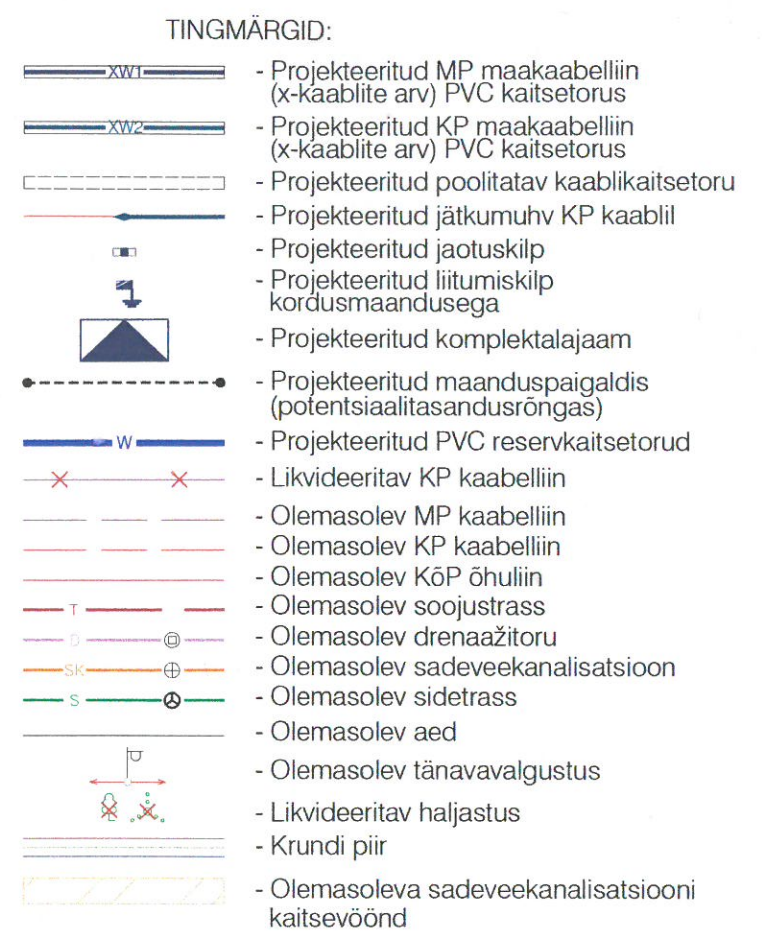 TINGMÄRGID:
XW1 - Projekteeritud MP maakaabelliin
(x-kaablite arv) PVC kaitsetorus
XW2 - Projekteeritud KP maakaabelliin
(x-kaablite arv) PVC kaitsetorus
- Projekteeritud poolitatav kaablikaitsetoru
- Projekteeritud jätkumuhv KP kaablil
- Projekteeritud jaotuskilp
- Projekteeritud liitumiskilp
kordusmaandusega
- Projekteeritud komplektalajaam
- Projekteeritud maanduspaigaldis
(potentsiaalitasandusrõngas)
W - Projekteeritud PVC reservkaitsetorud
- Likvideeritav KP kaabelliin
- Olemasolev MP kaabelliin
- Olemasolev KP kaabelliin
- Olemasolev KõP õhuliin
T - Olemasolev soojustrass
D - Olemasolev drenaažitoru
SK - Olemasolev sadeveekanalisatsioon
S - Olemasolev sidetrass
- Olemasolev aed
- Olemasolev tänavavalgustus
- Likvideeritav haljastus
- Krundi piir
- Olemasoleva sadeveekanalisatsiooni
kaitsevöönd